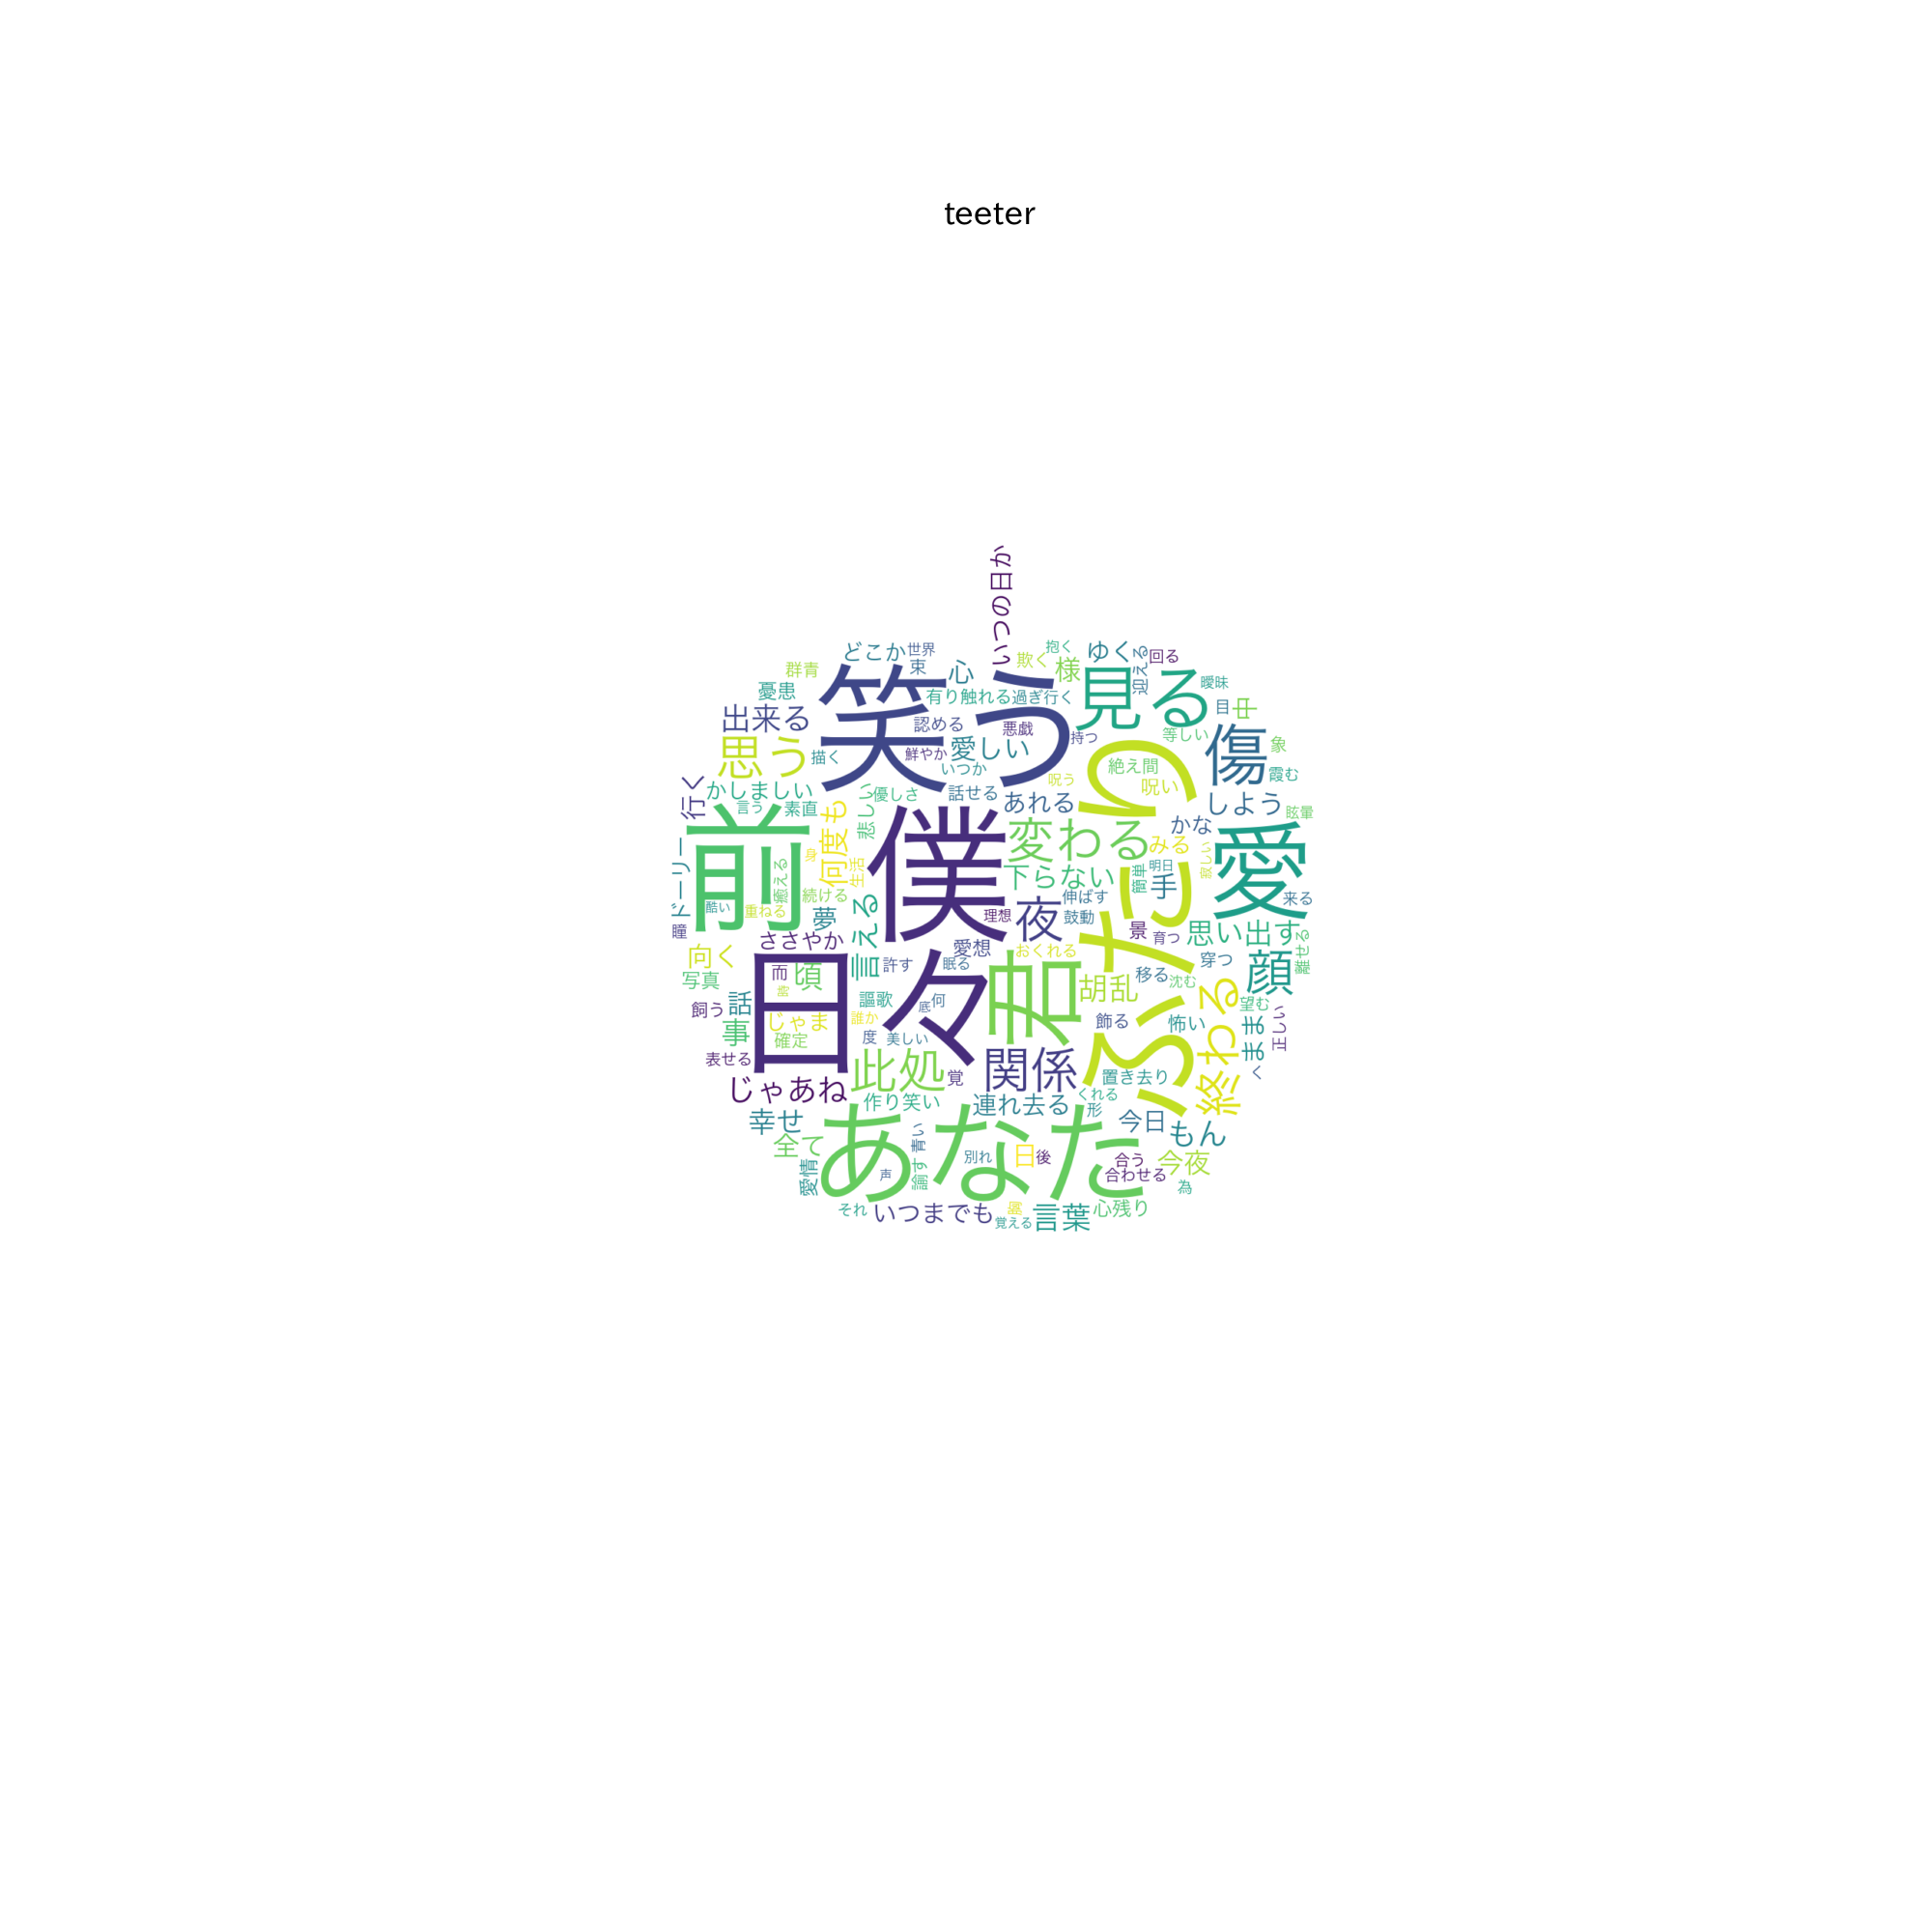 teeter
いつの日か
どこか
世界
束
心
欺く
抱く
様
ゆく
迎える
回る
群青
憂患
出来る
笑う
有り触れる
過ぎ行く
見る
曖昧
目
中
思う
描く
認める
鮮やか
愛しい
悪戯
持つ
いつか
等しい
傷
象
霞む
絶え間
呪い
呪う
行く
かしましい
言う
素直
何度も
悲しい
優しさ
話せる
あれる
しよう
眩暈
かな
ドーリー
前
身
生活
癒える
続ける
酷い
重ねる
瞳
夢
言える
僕
理想
変わる
下らない
みる
明日
簡単
手
寂しい
愛
来る
夜
伸ばす
鼓動
ふたり
景
育つ
思い出す
離せる
ささやか
愛想
おくれる
向く
写真
日々
而
頃
許す
眠る
君
胡乱
移る
沈む
穿つ
顔
飼う
話
謳歌
何
底
終わる
望む
事
じゃま
誰か
確定
度
美しい
飾る
怖い
まま
正しい
表せる
此処
覚
関係
置き去り
く
じゃあね
作り笑い
連れ去る
くれる
形
幸せ
あなた
今日
もん
全て
青い
別れ
日
後
合う
合わせる
今夜
愛情
声
諭す
為
それ
いつまでも
覚える
言葉
心残り